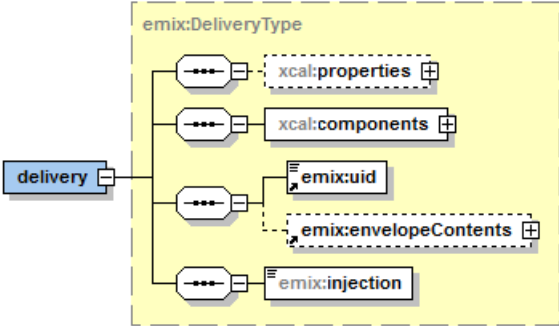 emix:DeliveryType
xcal:properties
xcal:components
delivery
emix:uid
emix:envelopeContents
emix:injection